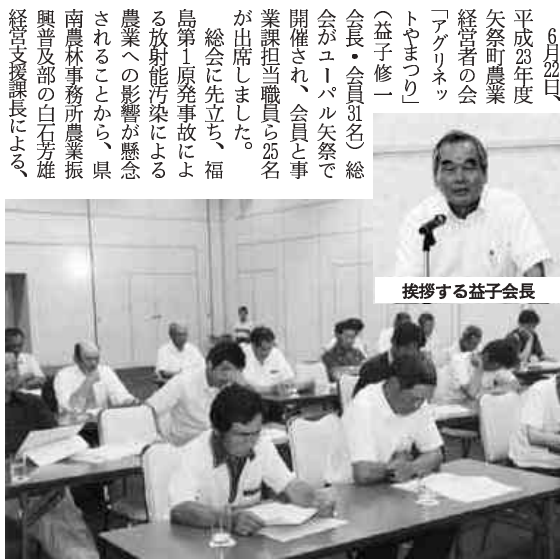 6月22日、
平成23年度
矢祭町農業
経営者の会
「アグリネッ
トやまつり」
(益子修一
会長・会員31名)総
会がユーパル矢祭で
開催され、会員と事
業課担当職員ら25名
が出席しました。
総会に先立ち、福
島第1原発事故によ
る放射能汚染による
農業への影響が懸念
されることから、県
南農林事務所農業振
興普及部の白石芳雄
経営支援課長による、
挨拶する益子会長